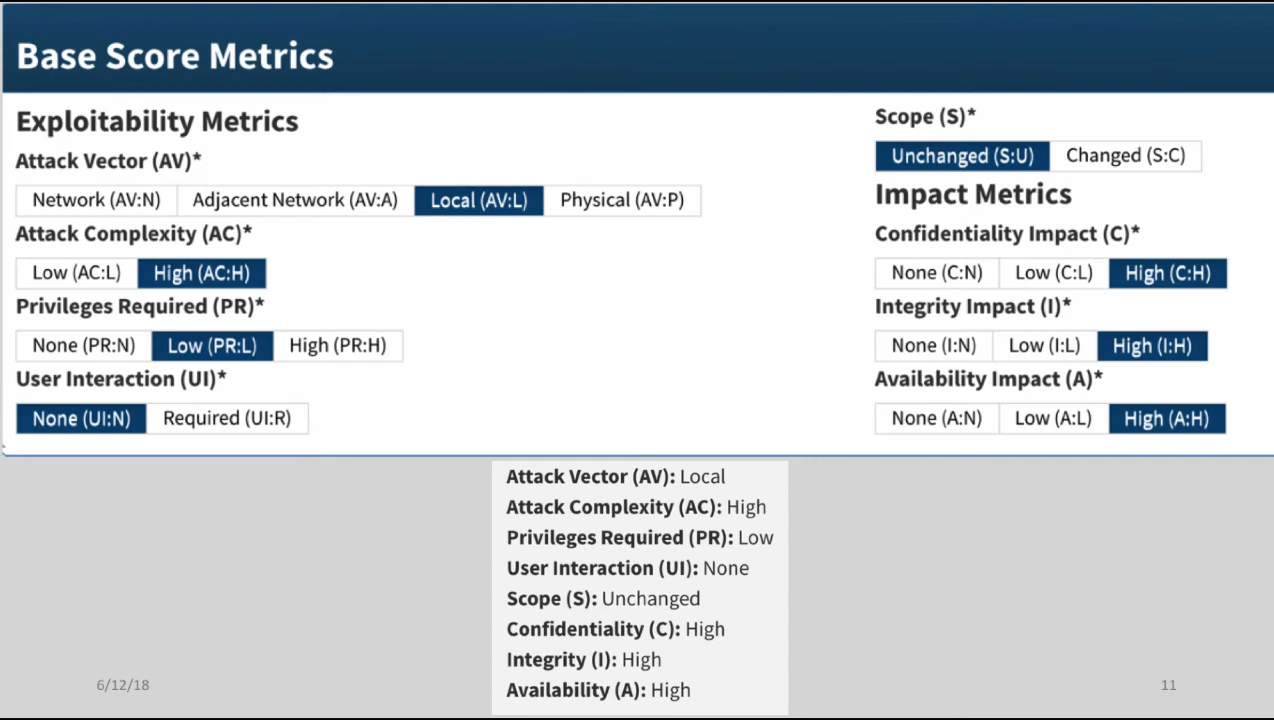 Base Score Metrics
Exploitability Metrics
Attack Vector (AV)*
Network (AV:N) Adjacent Network (AV:A) Local (AV:L) Physical (AV:P)
Attack Complexity (AC)*
Low (AC:L) High (AC:H)
Privileges Required (PR)*
None (PR:N) Low (PR:L) High (PR:H)
User Interaction (UI)*
None (UI:N) Required (UI:R)
Scope (S)*
Unchanged (S:U) Changed (S:C)
Impact Metrics
Confidentiality Impact (C)*
None (C:N) Low (C:L) High (C:H)
Integrity Impact (I)*
None (I:N) Low (I:L) High (I:H)
Availability Impact (A)*
None (A:N) Low (A:L) High (A:H)
Attack Vector (AV): Local
Attack Complexity (AC): High
Privileges Required (PR): Low
User Interaction (UI): None
Scope (S): Unchanged
Confidentiality (C): High
Integrity (I): High
Availability (A): High
6/12/18
11